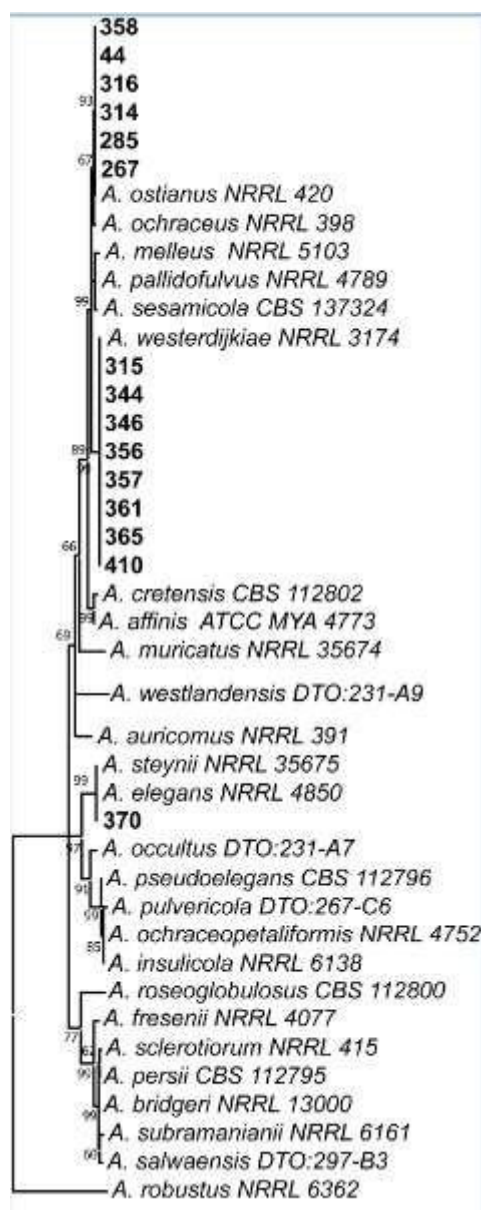 358
44
316
93
314
285
67
267
A. ostianus NRRL 420
A. ochraceus NRRL 398
A. melleus NRRL 5103
A. pallidofulvus NRRL 4789
99
A. sesamicola CBS 137324
A. westerdijkiae NRRL 3174
315
344
346
89
356
357
361
365
66
410
A. cretensis CBS 112802
99
A. affinis ATCC MYA 4773
69
A. muricatus NRRL 35674
A. westlandensis DTO:231-A9
A. auricomus NRRL 391
A. steynii NRRL 35675
99
A. elegans NRRL 4850
370
97
A. occultus DTO:231-A7
A. pseudoelegans CBS 112796
91
A. pulvericola DTO:267-C6
99
A. ochraceopetaliformis NRRL 4752
A. insulicola NRRL 6138
A. roseoglobulosus CBS 112800
A. fresenii NRRL 4077
77
A. sclerotiorum NRRL 415
62
A. persii CBS 112795
99
A. bridgeri NRRL 13000
99
A. subramanianii NRRL 6161
A. salwaensis DTO:297-B3
A. robustus NRRL 6362